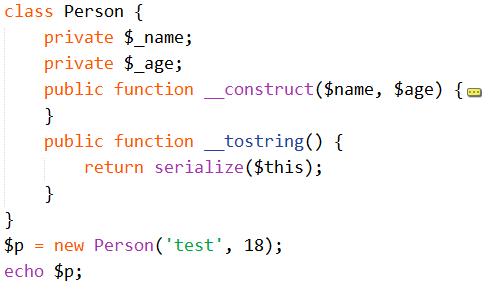 class Person {
    private $_name;
    private $_age;
    public function __construct($name, $age) {
    }
    public function __tostring() {
        return serialize($this);
    }
}
$p = new Person('test', 18);
echo $p;